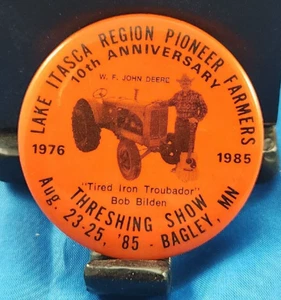 LAKE ITASCA REGION PIONEER FARMERS
10th ANNIVERSARY
W. F. JOHN DEERE
1976
1985
"Tired Iron Troubador"
Bob Bilden
THRESHING SHOW
Aug. 23-25, '85 - BAGLEY, MN